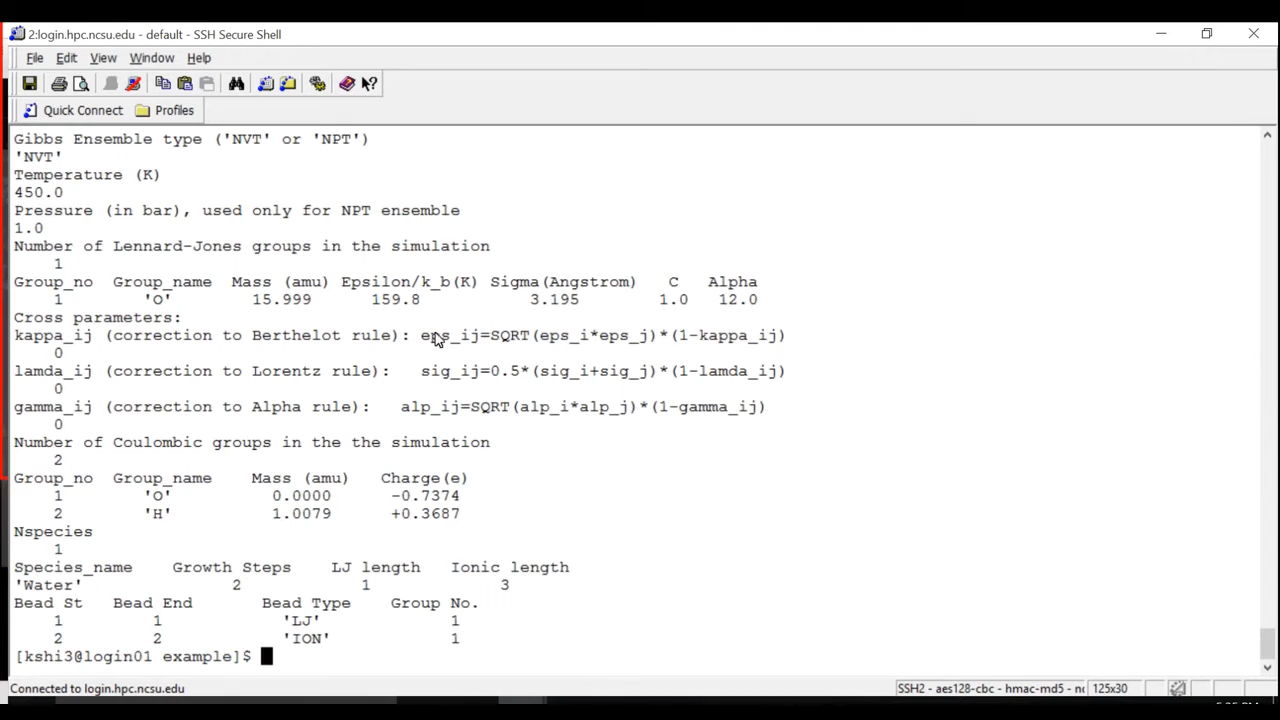 2:login.hpc.ncsu.edu - default - SSH Secure Shell
File Edit View Window Help
Quick Connect Profiles
Gibbs Ensemble type ('NVT' or 'NPT')
'NVT'
Temperature (K)
450.0
Pressure (in bar), used only for NPT ensemble
1.0
Number of Lennard-Jones groups in the simulation
1
Group_no Group_name Mass (amu) Epsilon/k_b(K) Sigma(Angstrom) C Alpha
1 'O' 15.999 159.8 3.195 1.0 12.0
Cross parameters:
kappa_ij (correction to Berthelot rule): eps_ij=SQRT(eps_i*eps_j)*(1-kappa_ij)
0
lamda_ij (correction to Lorentz rule): sig_ij=0.5*(sig_i+sig_j)*(1-lamda_ij)
0
gamma_ij (correction to Alpha rule): alp_ij=SQRT(alp_i*alp_j)*(1-gamma_ij)
0
Number of Coulombic groups in the the simulation
2
Group_no Group_name Mass (amu) Charge(e)
1 'O' 0.0000 -0.7374
2 'H' 1.0079 +0.3687
Nspecies
1
Species_name Growth Steps LJ length Ionic length
'Water' 2 1 3
Bead St Bead End Bead Type Group No.
1 1 'LJ' 1
2 2 'ION' 1
[kshi3@login01 example]$
Connected to login.hpc.ncsu.edu SSH2 - aes128-cbc - hmac-md5 - 125x30